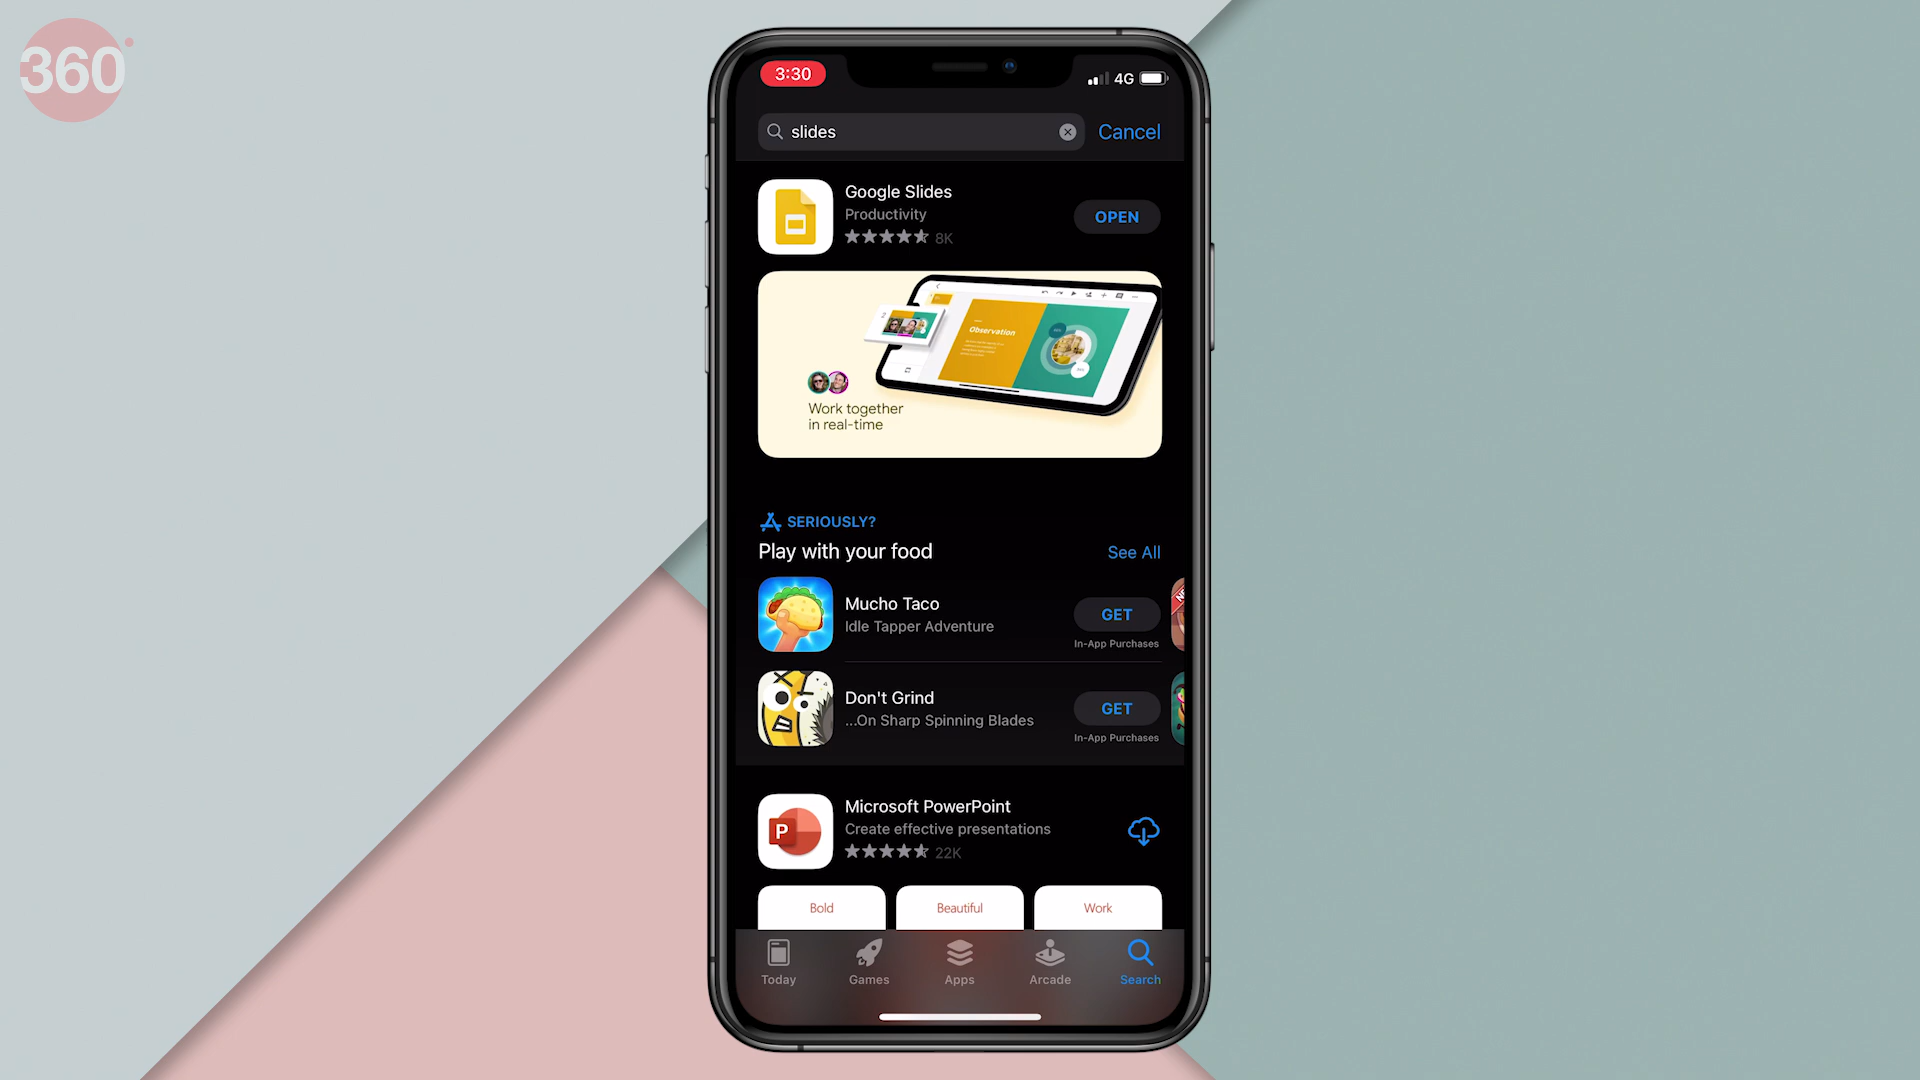 360°
3:30
4G
slides
Cancel
Google Slides
Productivity
OPEN
8K
Observation
Work together
in real-time
SERIOUSLY?
Play with your food
See All
Mucho Taco
Idle Tapper Adventure
GET
In-App Purchases
Don't Grind
...On Sharp Spinning Blades
GET
In-App Purchases
Microsoft PowerPoint
Create effective presentations
22K
P
Bold
Beautiful
Work
Today
Games
Apps
Arcade
Search